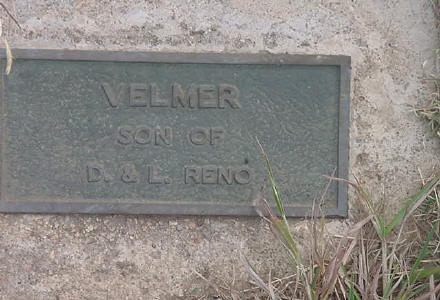 VELMER
SON OF
D. & L. RENO